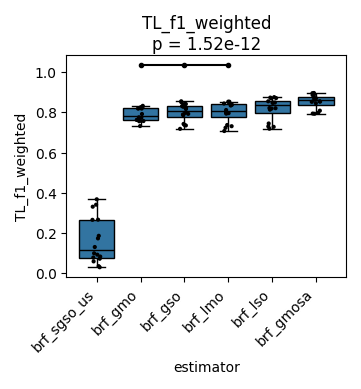 TL_f1_weighted
p = 1.52e-12
TL_f1_weighted
1.0
0.8
0.6
0.4
0.2
0.0
brf_sgso_us
brf_gmo
brf_gso
brf_lmo
brf_lso
brf_gmosa
estimator